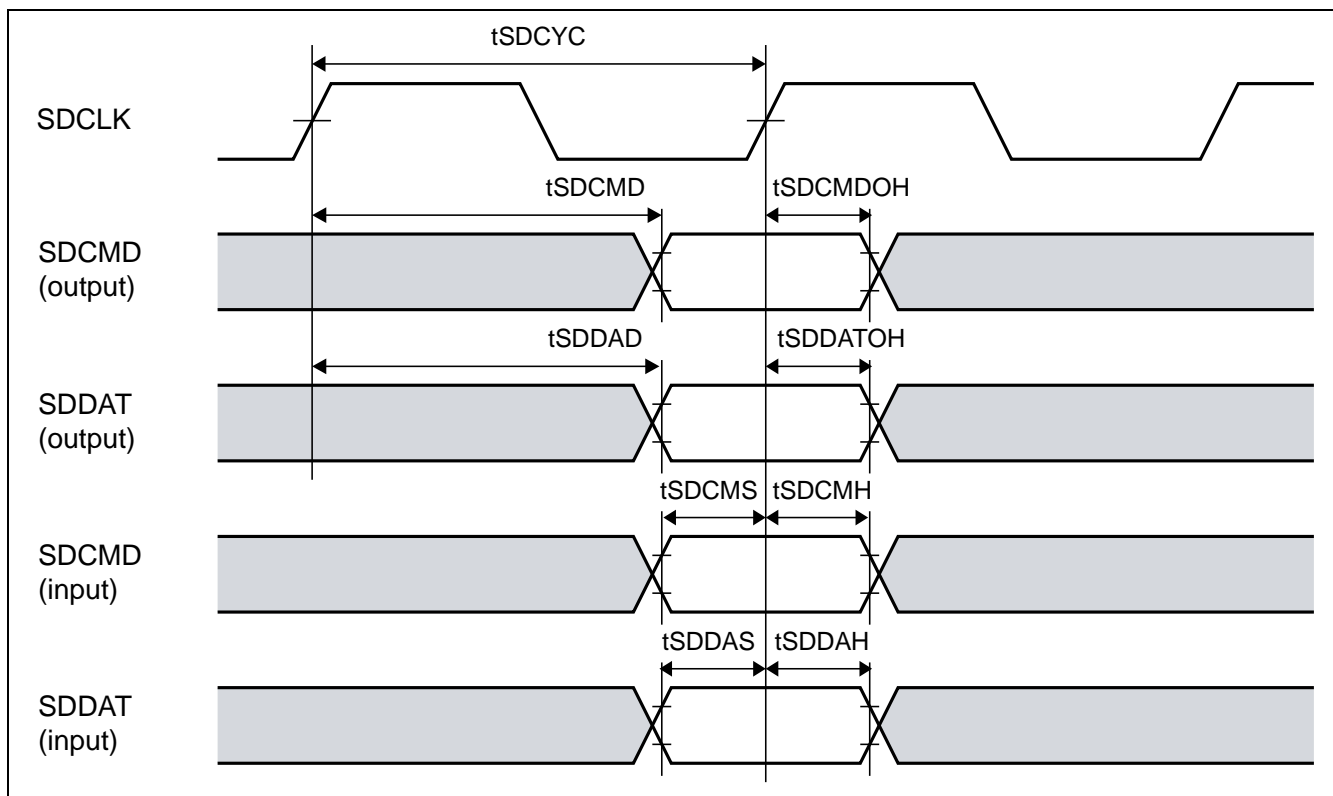 tSDCYC
SDCLK
tSDCMD
tSDCMDOH
SDCMD
(output)
tSDDAD
tSDDATOH
SDDAT
(output)
tSDCMS
tSDCMH
SDCMD
(input)
tSDDAS
tSDDAH
SDDAT
(input)